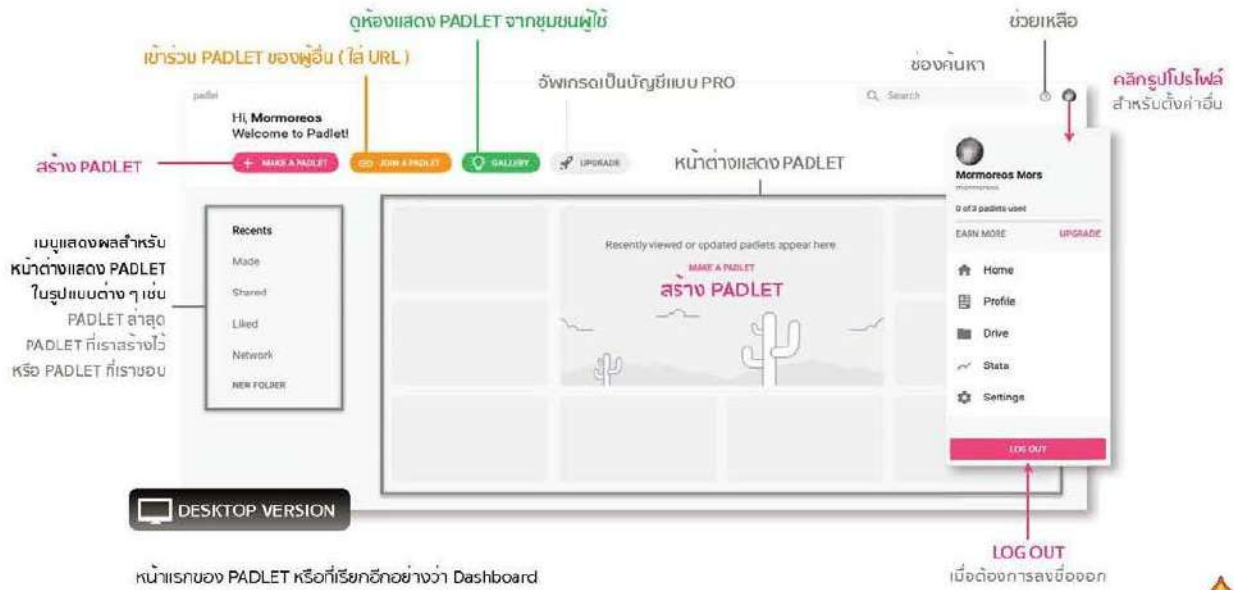 ดูห้องแสดง PADLET จากชุมชนผู้ใช้
ช่วยเหลือ
เข้าร่วม PADLET ของผู้อื่น ( ใส่ URL )
ช่องค้นหา
อัพเกรดเป็นบัญชีแบบ PRO
คลิกรูปโปรไฟล์
สำหรับตั้งค่าอื่น
padlet
Search
Hi, Mormoreos
Welcome to Padlet!
สร้าง PADLET
+ MAKE A PADLET
JOIN A PADLET
GALLERY
UPGRADE
หน้าต่างแสดง PADLET
Mormoreos Mors
mormoreos
0 of 3 padlets used
EARN MORE
UPGRADE
Home
Profile
Drive
Stats
Settings
LOG OUT
เมนูแสดงผลสำหรับ
หน้าต่างแสดง PADLET
ในรูปแบบต่าง ๆ เช่น
PADLET ล่าสุด
PADLET ที่เราสร้างไว้
หรือ PADLET ที่เราชอบ
Recents
Made
Shared
Liked
Network
NEW FOLDER
Recently viewed or updated padlets appear here
MAKE A PADLET
สร้าง PADLET
DESKTOP VERSION
LOG OUT
เมื่อต้องการลงชื่อออก
หน้าแรกของ PADLET หรือที่เรียกอีกอย่างว่า Dashboard